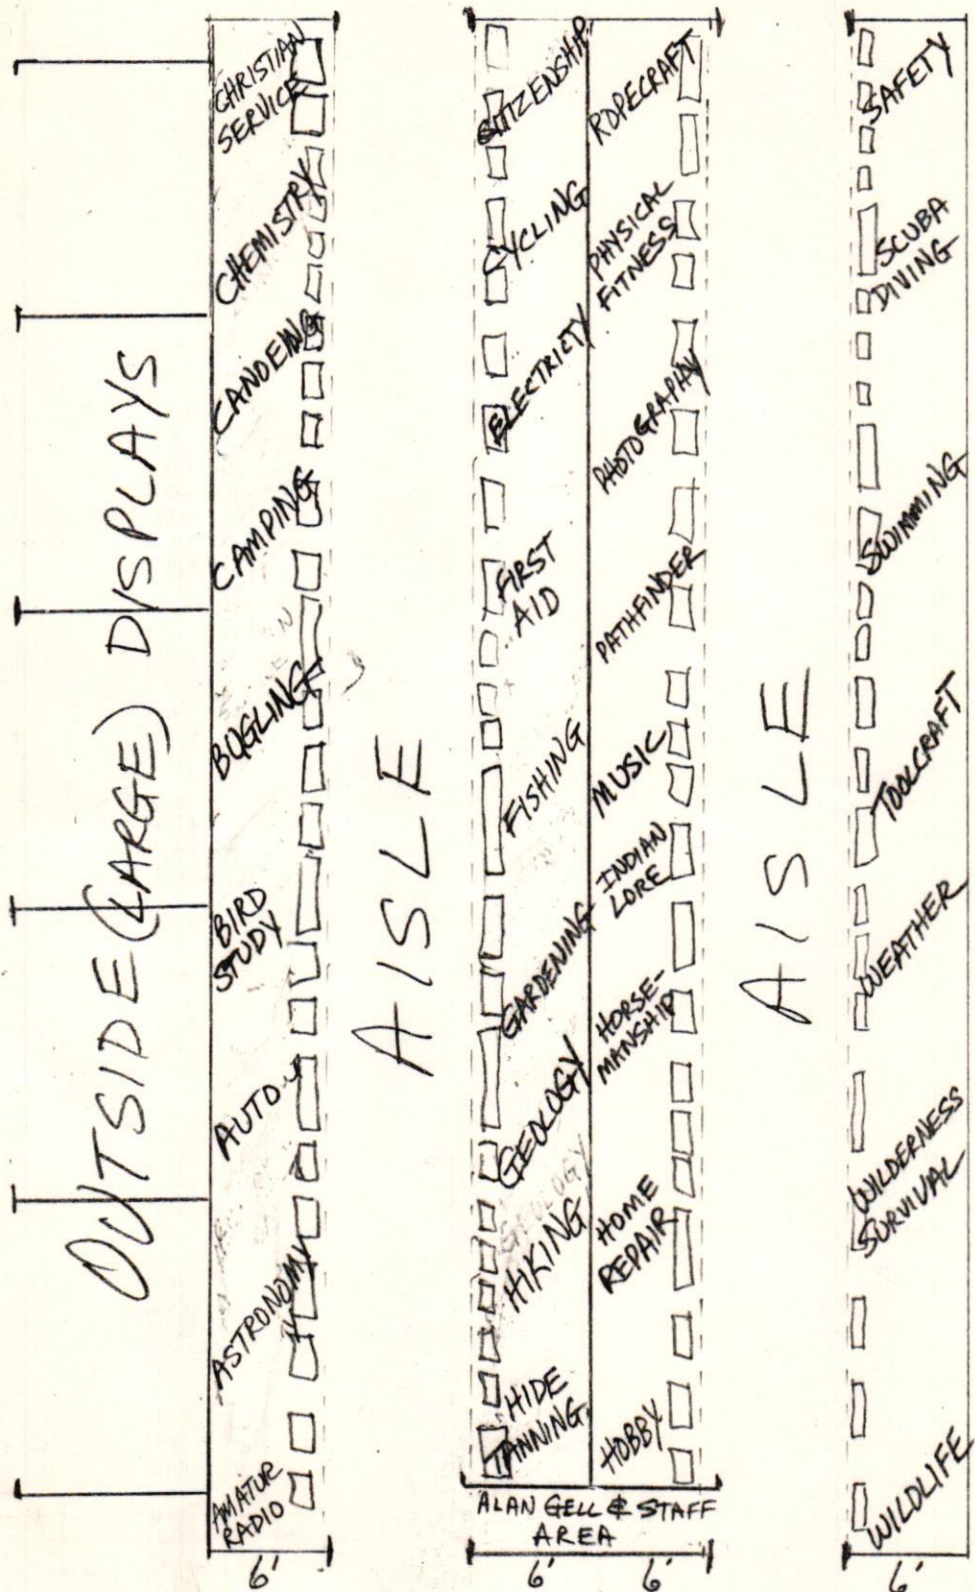 OUTSIDE (LARGE) DISPLAYS
CHRISTIAN
SERVICE
CHEMISTRY
CANOEING
CAMPING
BUGLING
BIRD
STUDY
AUTO
ASTRONOMY
AMATUR
RADIO
6'
AISLE
CITIZENSHIP
CYCLING
ELECTRICTY
FIRST
AID
FISHING
GARDENING
GEOLOGY
GEOLOGY
HIKING
HIDE
TANNING
6'
ROPECRAFT
PHYSICAL
FITNESS
PHOTOGRAPHY
PATHFINDER
MUSIC
INDIAN
LORE
HORSE-
MANSHIP
HOME
REPAIR
HOBBY
6'
ALAN GELL & STAFF
AREA
AISLE
SAFETY
SCUBA
DIVING
SWIMMING
TOOLCRAFT
WEATHER
WILDERNESS
SURVIVAL
WILDLIFE
6'